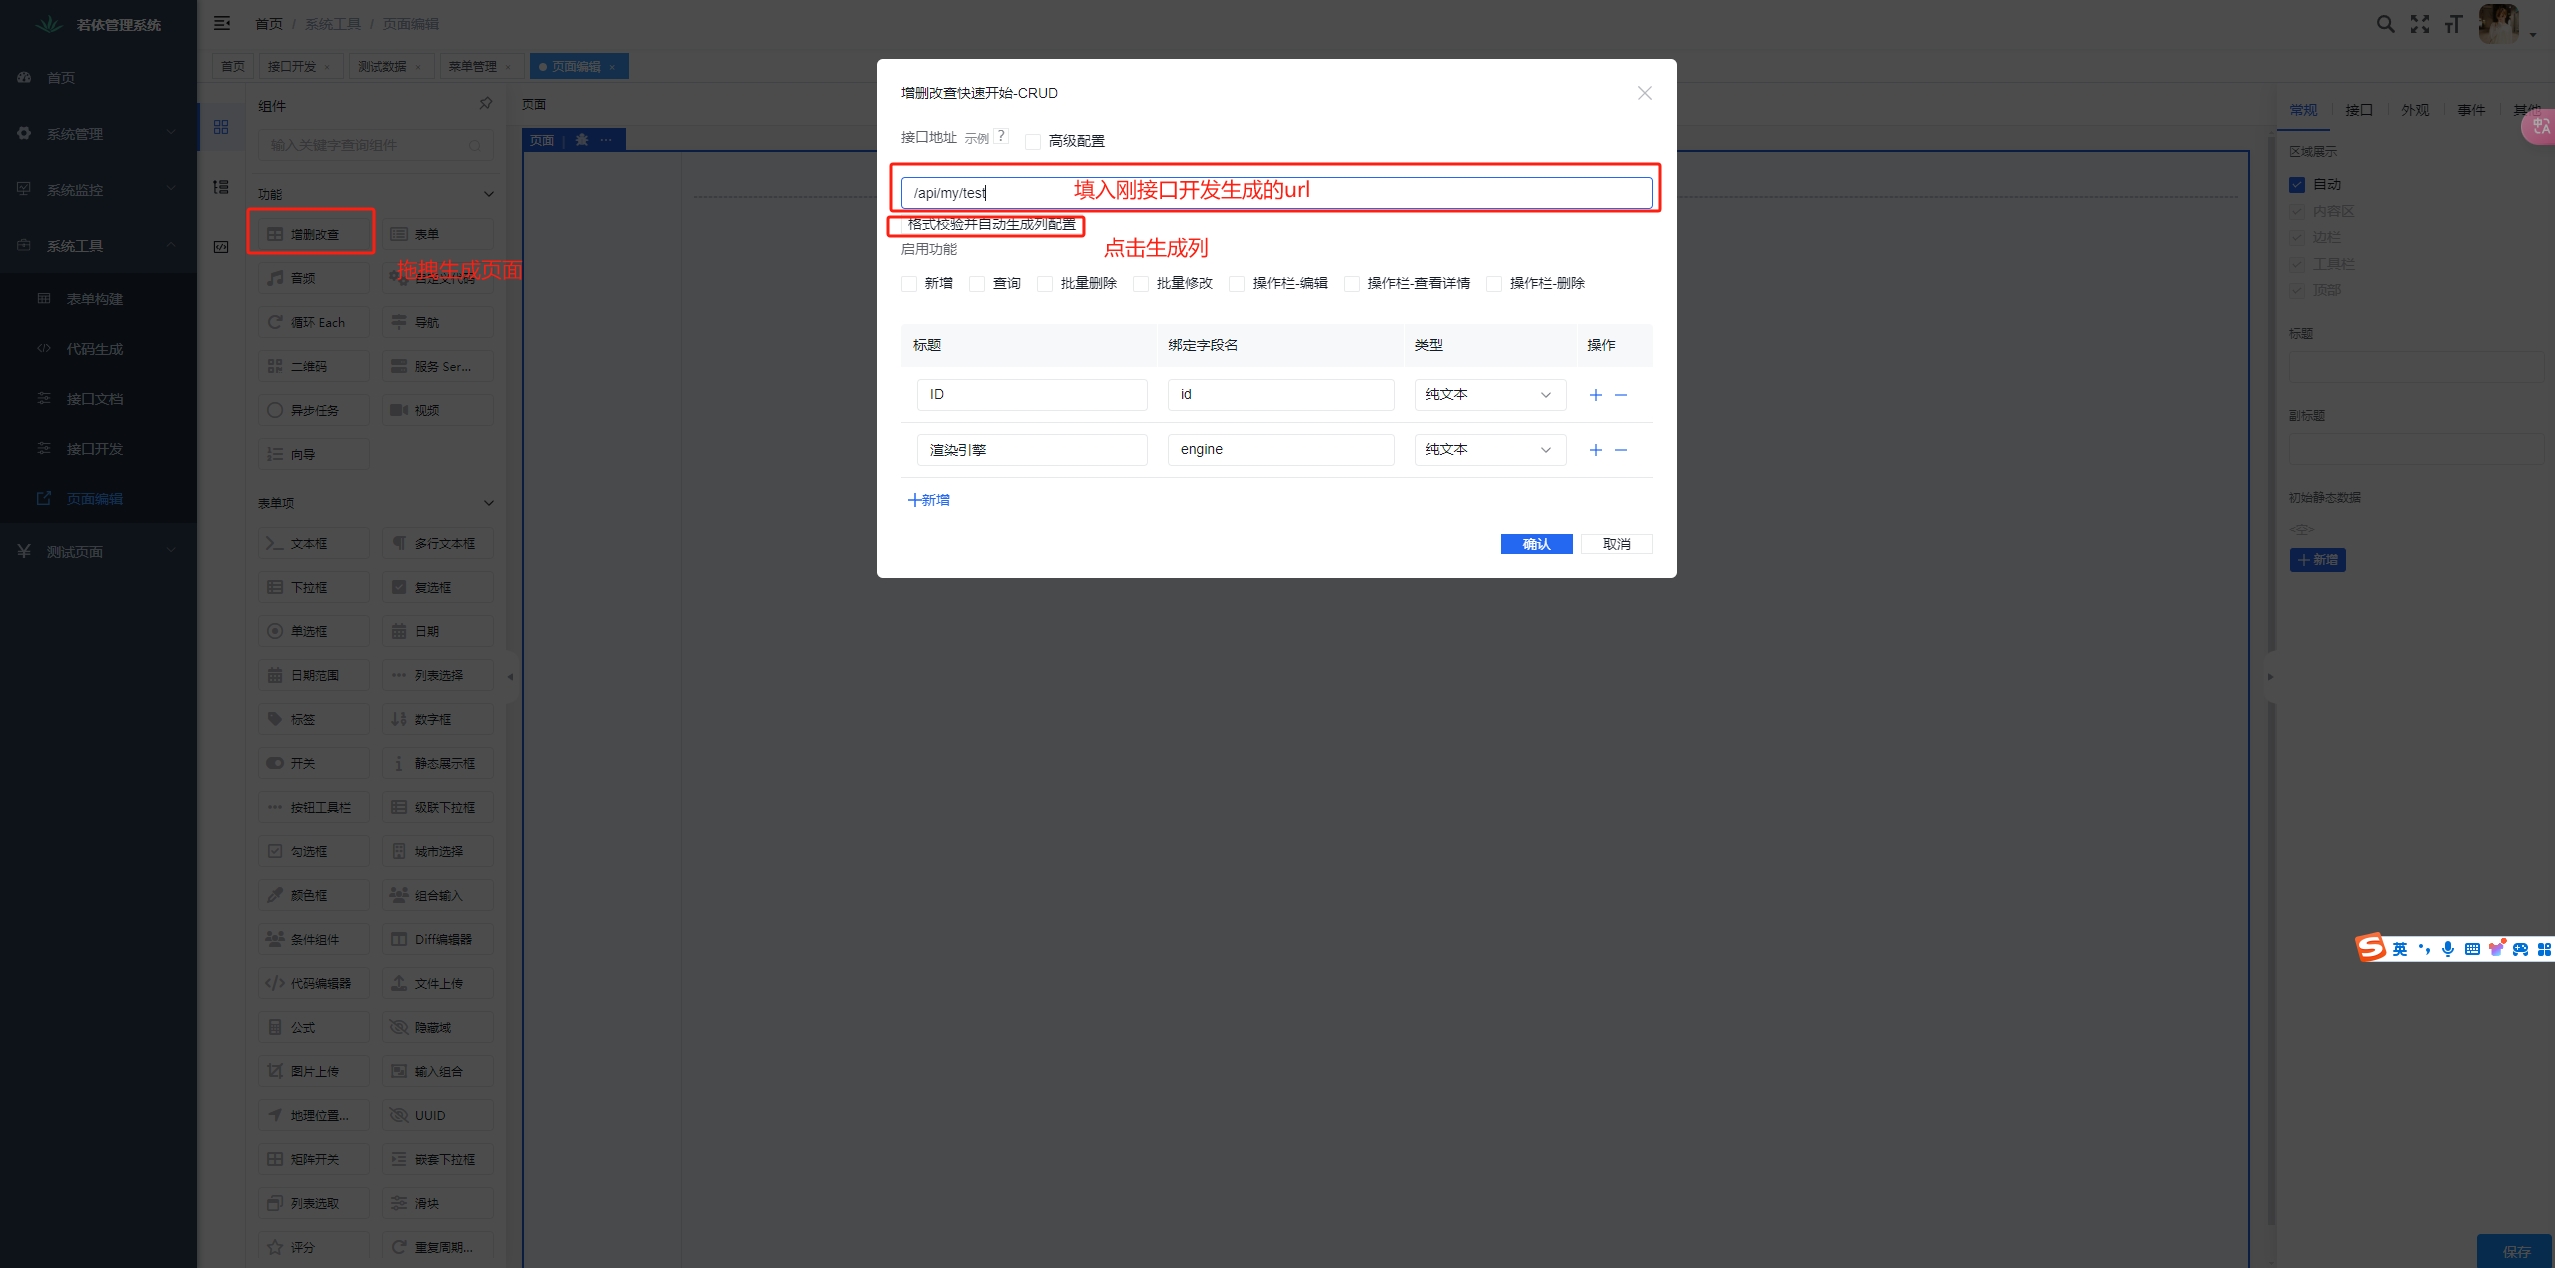 若依管理系统
首页 / 系统工具 / 页面编辑
首页 接口开发 × 测试数据 × 菜单管理 × 页面编辑 ×
首页
系统管理
系统监控
系统工具
表单构建
代码生成
接口文档
接口开发
页面编辑
测试页面
组件
输入关键字查询组件
功能
增删改查 表单
拖拽生成页面
音频 自定义代码
循环 Each 导航
二维码 服务 Ser...
异步任务 视频
向导
表单项
文本框 多行文本框
下拉框 复选框
单选框 日期
日期范围 列表选择
标签 数字框
开关 静态展示框
按钮工具栏 级联下拉框
勾选框 城市选择
颜色框 组合输入
条件组件 Diff编辑器
代码编辑器 文件上传
公式 隐藏域
图片上传 输入组合
地理位置... UUID
矩阵开关 嵌套下拉框
列表选取 滑块
评分 重复周期...
页面
页面 ...
增删改查快速开始-CRUD
接口地址 示例 ? 高级配置
/api/my/test 填入刚接口开发生成的url
格式校验并自动生成列配置
点击生成列
启用功能
新增 查询 批量删除 批量修改 操作栏-编辑 操作栏-查看详情 操作栏-删除
标题 绑定字段名 类型 操作
ID id 纯文本 + −
渲染引擎 engine 纯文本 + −
+新增
确认 取消
常规 接口 外观 事件 其他
中A
区域展示
自动
内容区
边栏
工具栏
顶部
标题
副标题
初始静态数据
+ 新增
S 英
保存